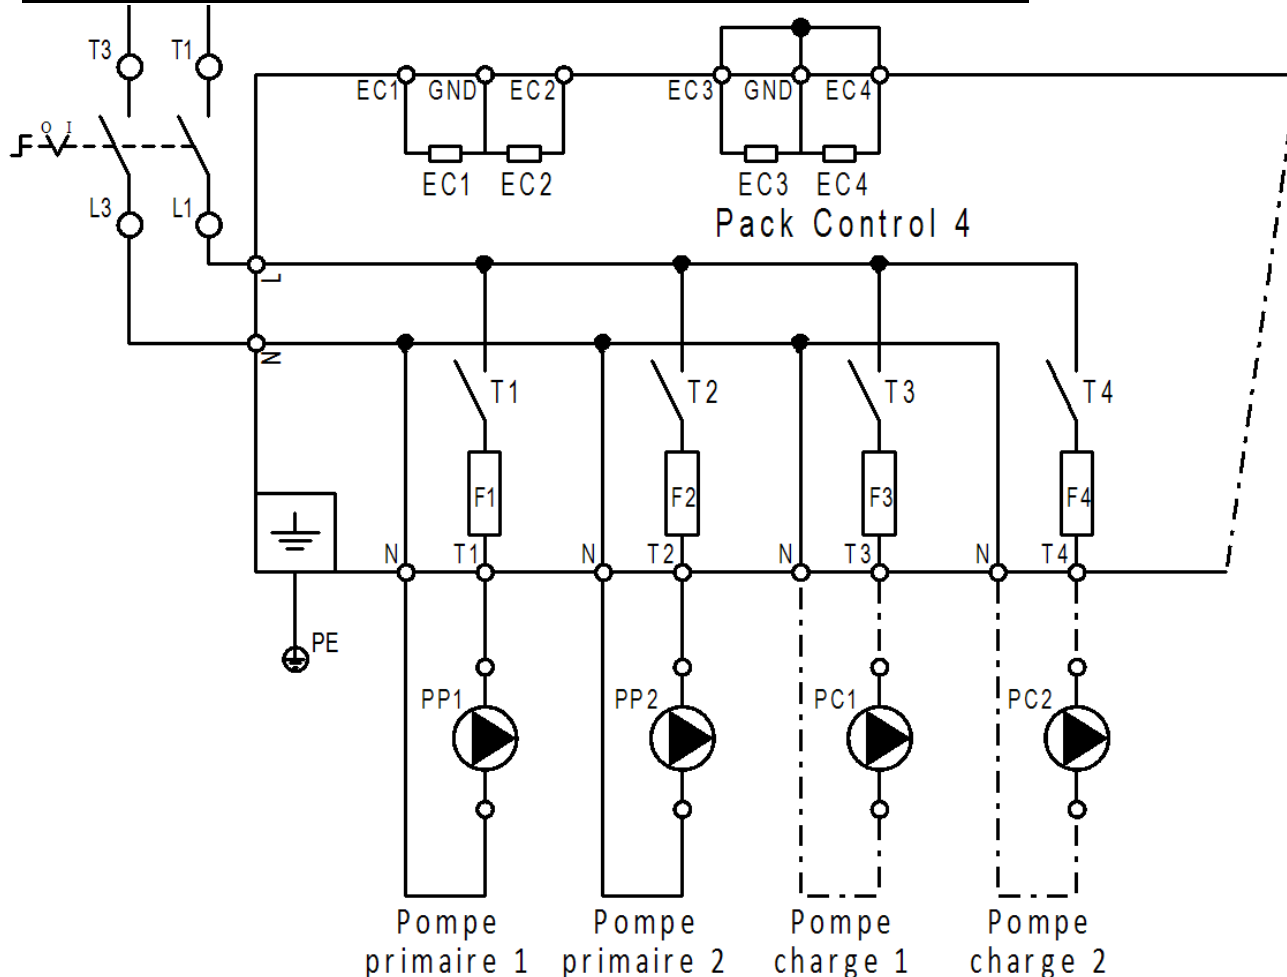 T3 T1
EC1 GND EC2 EC3 GND EC4
O I
EC1 EC2 EC3 EC4
L3 L1
Pack Control 4
L
N
T1 T2 T3 T4
F1 F2 F3 F4
N T1 N T2 N T3 N T4
PE
PP1 PP2 PC1 PC2
Pompe primaire 1
Pompe primaire 2
Pompe charge 1
Pompe charge 2